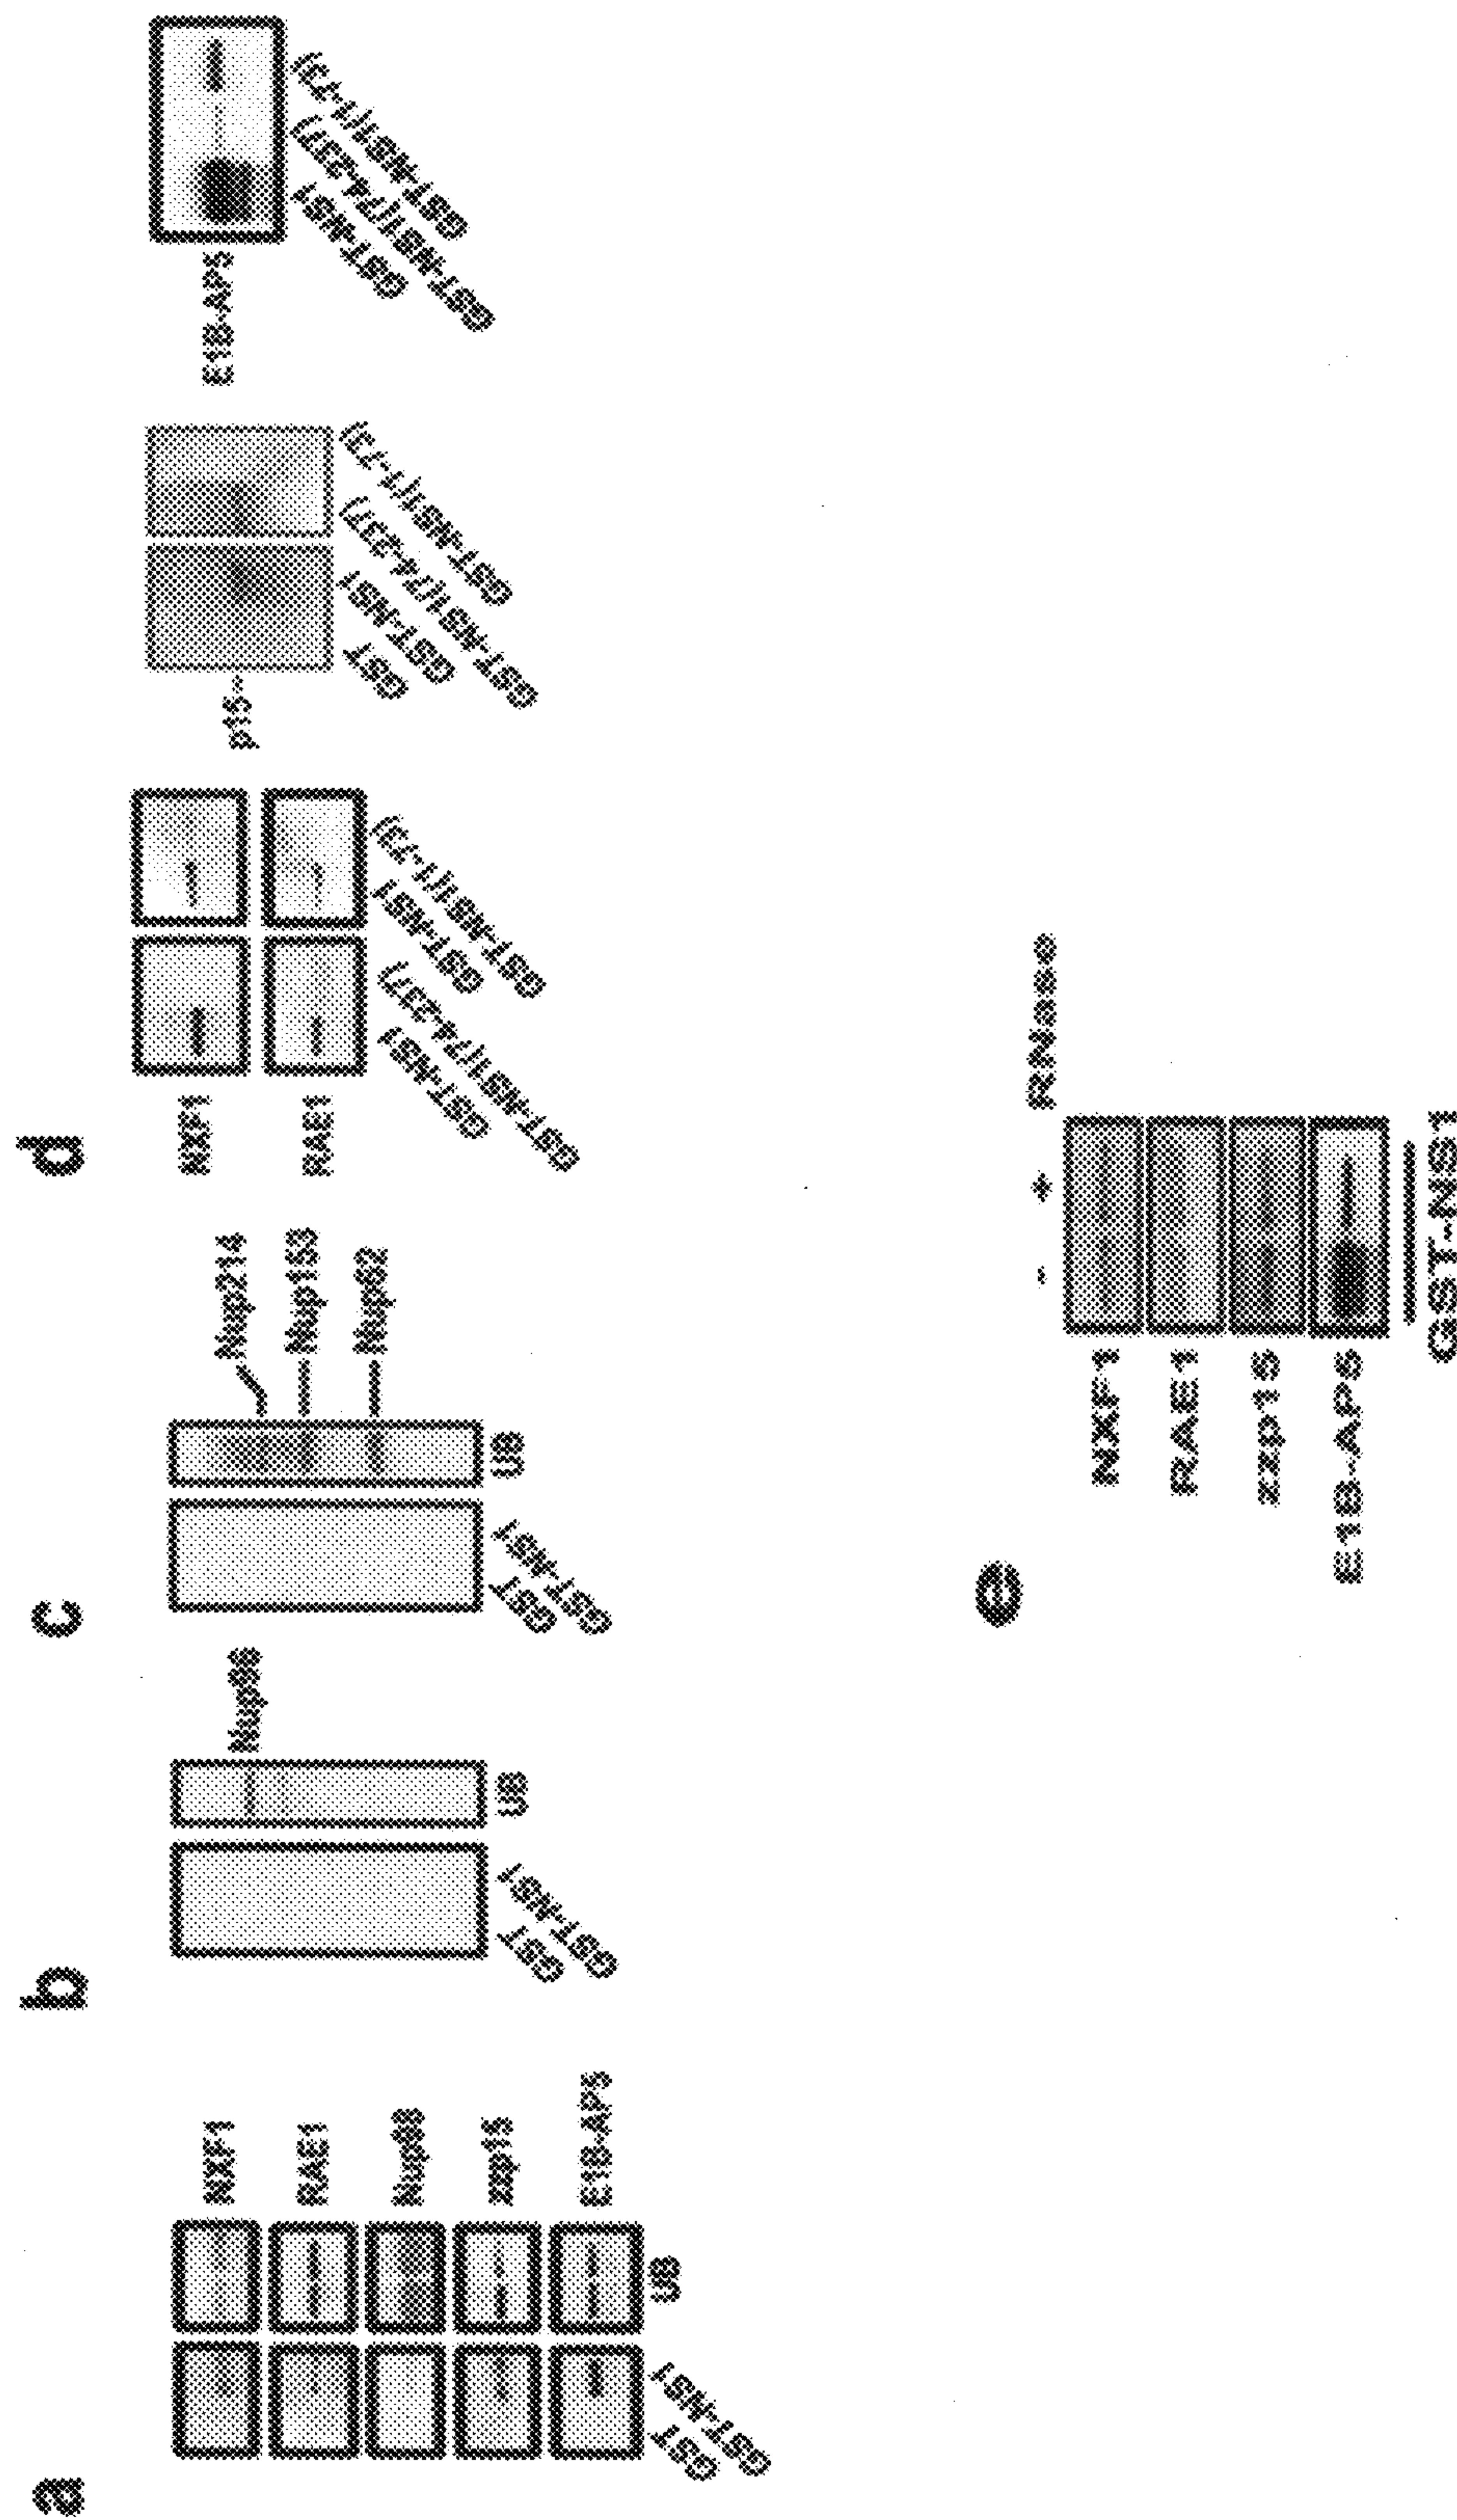 a
NXF1
RAE1
Nup98
zzp15
E1B-AP5
GST
GST-NS1
UB
b
Nup98
GST
GST-NS1
UB
c
Nup214
Nup153
Nup62
GST
GST-NS1
UB
d
NXF1
RAE1
GST-NS1
GST-NS1(74-237)
GST-NS1
GST-NS1(1-73)
p15
GST
GST-NS1
GST-NS1(74-237)
GST-NS1(1-73)
E1B-AP5
GST-NS1
GST-NS1(74-237)
GST-NS1(1-73)
e
- + RNase
NXF1
RAE1
zzp15
E1B-AP5
GST-NS1